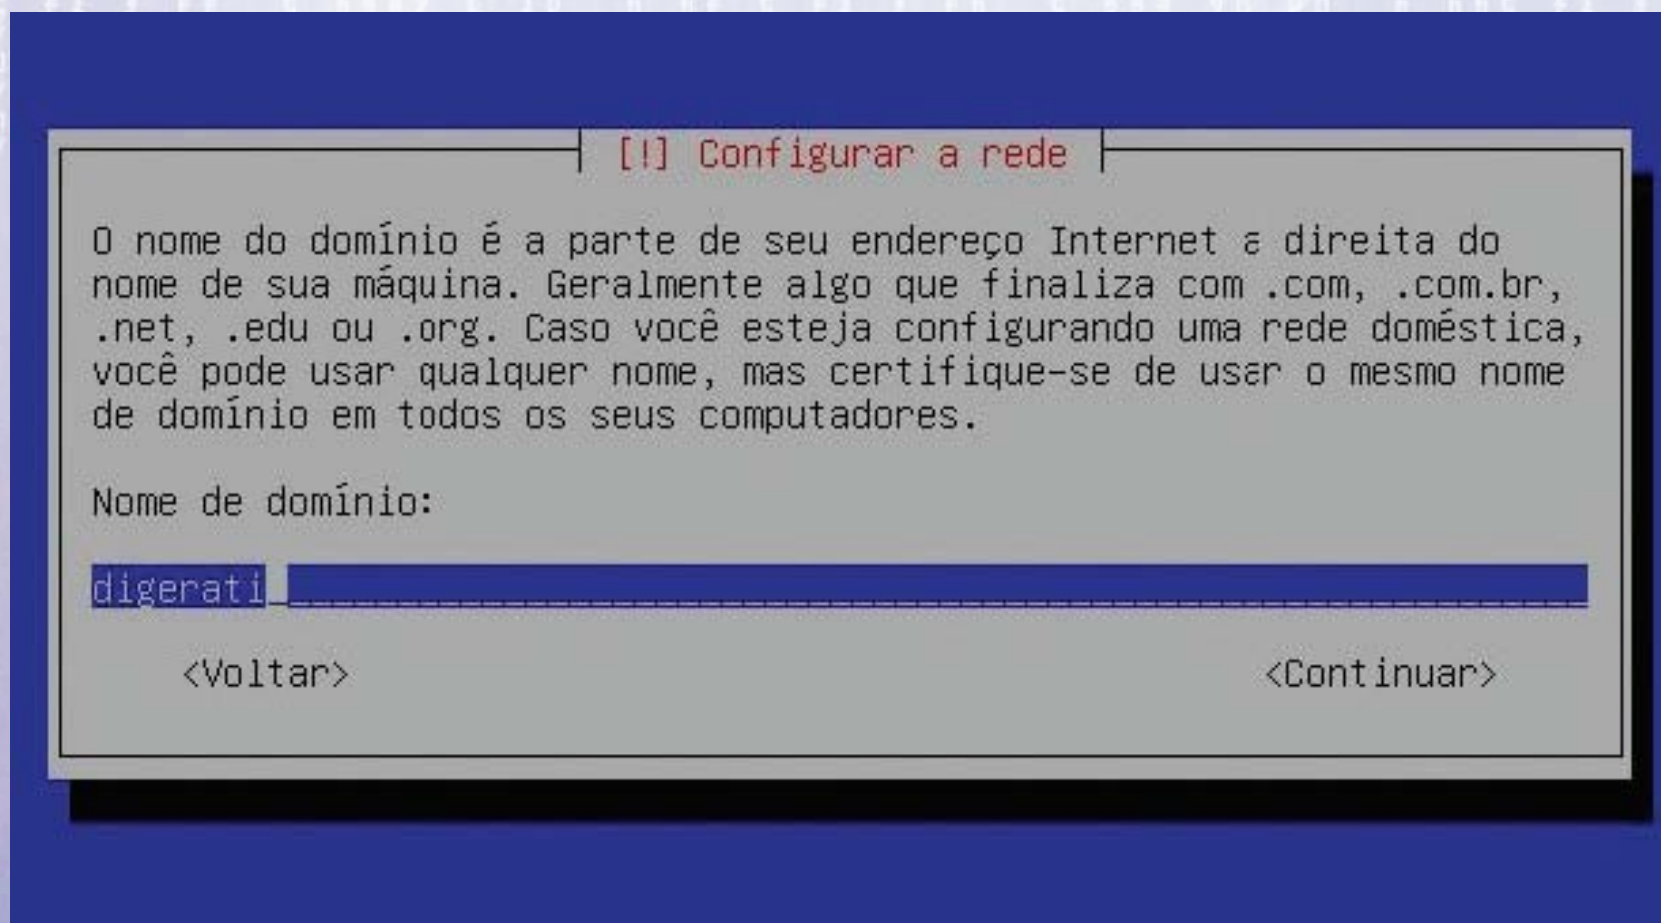 [!] Configurar a rede
O nome do domínio é a parte de seu endereço Internet a direita do
nome de sua máquina. Geralmente algo que finaliza com .com, .com.br,
.net, .edu ou .org. Caso você esteja configurando uma rede doméstica,
você pode usar qualquer nome, mas certifique-se de usar o mesmo nome
de domínio em todos os seus computadores.
Nome de domínio:
digerati
<Voltar> <Continuar>